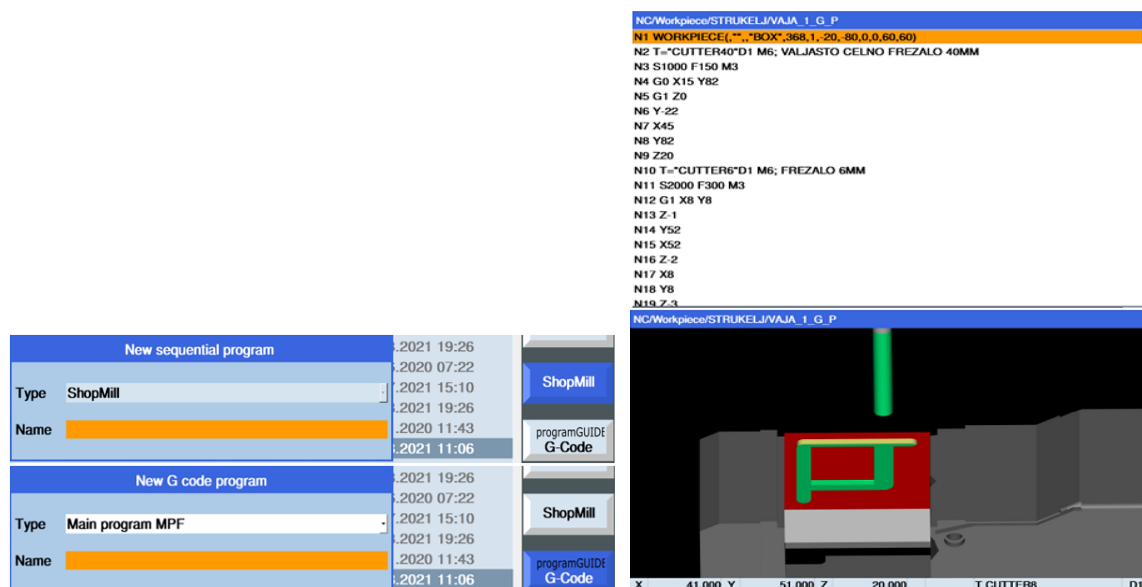 NC/Workpiece/STRUKELJ/VAJA_1_G_P
N1 WORKPIECE(,"",,"BOX",368,1,-20,-80,0,0,60,60)
N2 T="CUTTER40"D1 M6; VALJASTO CELNO FREZALO 40MM
N3 S1000 F150 M3
N4 G0 X15 Y82
N5 G1 Z0
N6 Y-22
N7 X45
N8 Y82
N9 Z20
N10 T="CUTTER6"D1 M6; FREZALO 6MM
N11 S2000 F300 M3
N12 G1 X8 Y8
N13 Z-1
N14 Y52
N15 X52
N16 Z-2
N17 X8
N18 Y8
N19 Z-3
New sequential program
Type ShopMill
Name
.2021 19:26
.2020 07:22
.2021 15:10
.2021 19:26
.2020 11:43
.2021 11:06
ShopMill
programGUIDE
G-Code
New G code program
Type Main program MPF
Name
.2021 19:26
.2020 07:22
.2021 15:10
.2021 19:26
.2020 11:43
.2021 11:06
ShopMill
programGUIDE
G-Code
NC/Workpiece/STRUKELJ/VAJA_1_G_P
X 41.000 Y 51.000 Z 20.000 T CUTTER8 D1